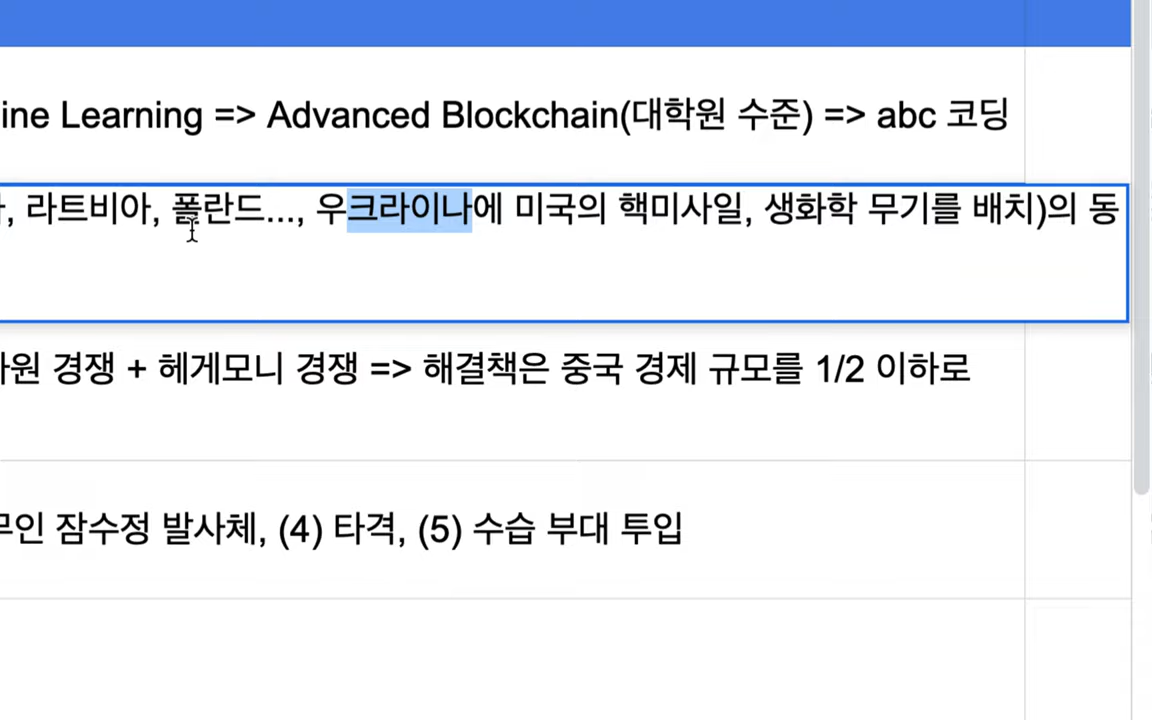 ine Learning => Advanced Blockchain(대학원 수준) => abc 코딩
, 라트비아, 폴란드..., 우크라이나에 미국의 핵미사일, 생화학 무기를 배치)의 동
원 경쟁 + 헤게모니 경쟁 => 해결책은 중국 경제 규모를 1/2 이하로
무인 잠수정 발사체, (4) 타격, (5) 수습 부대 투입